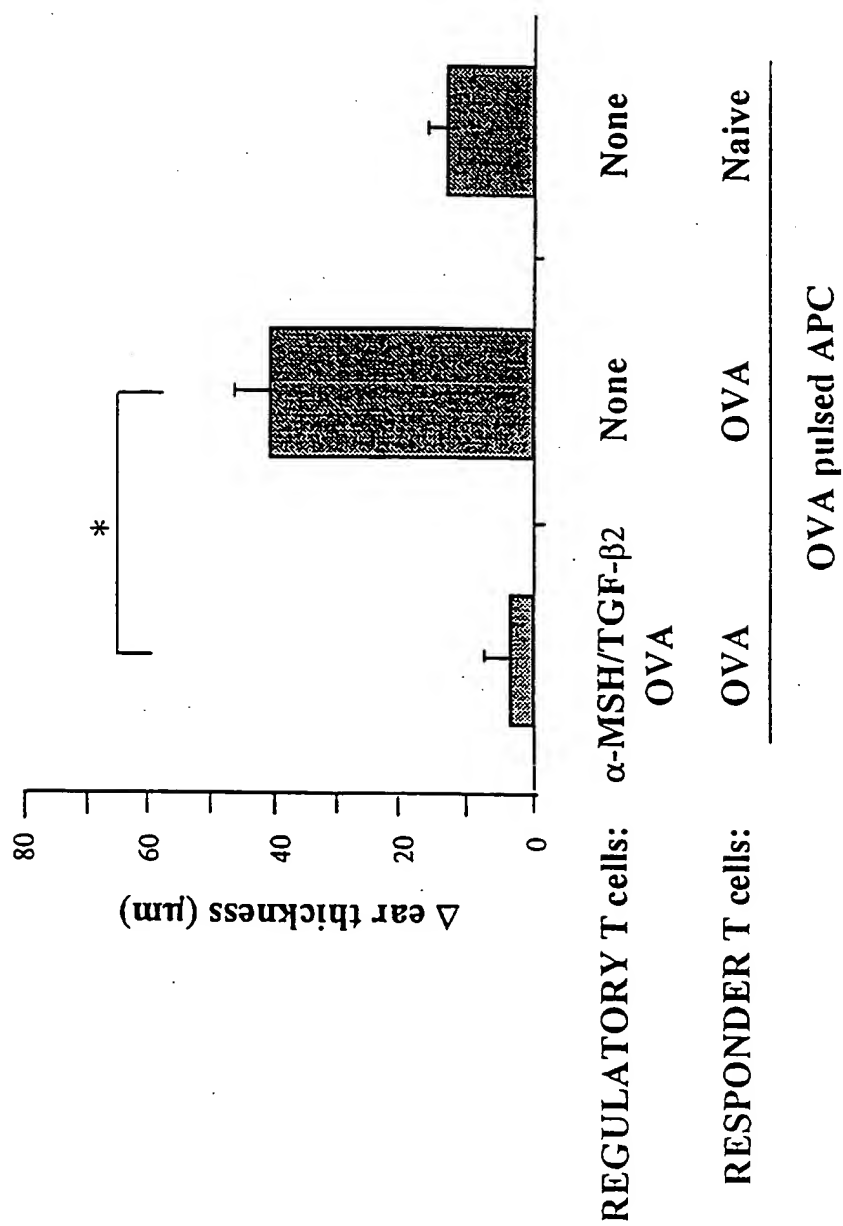 80
60
40
20
0
Δ ear thickness (μm)
*
REGULATORY T cells: α-MSH/TGF-β2 None None
OVA
RESPONDER T cells: OVA OVA Naive
OVA pulsed APC